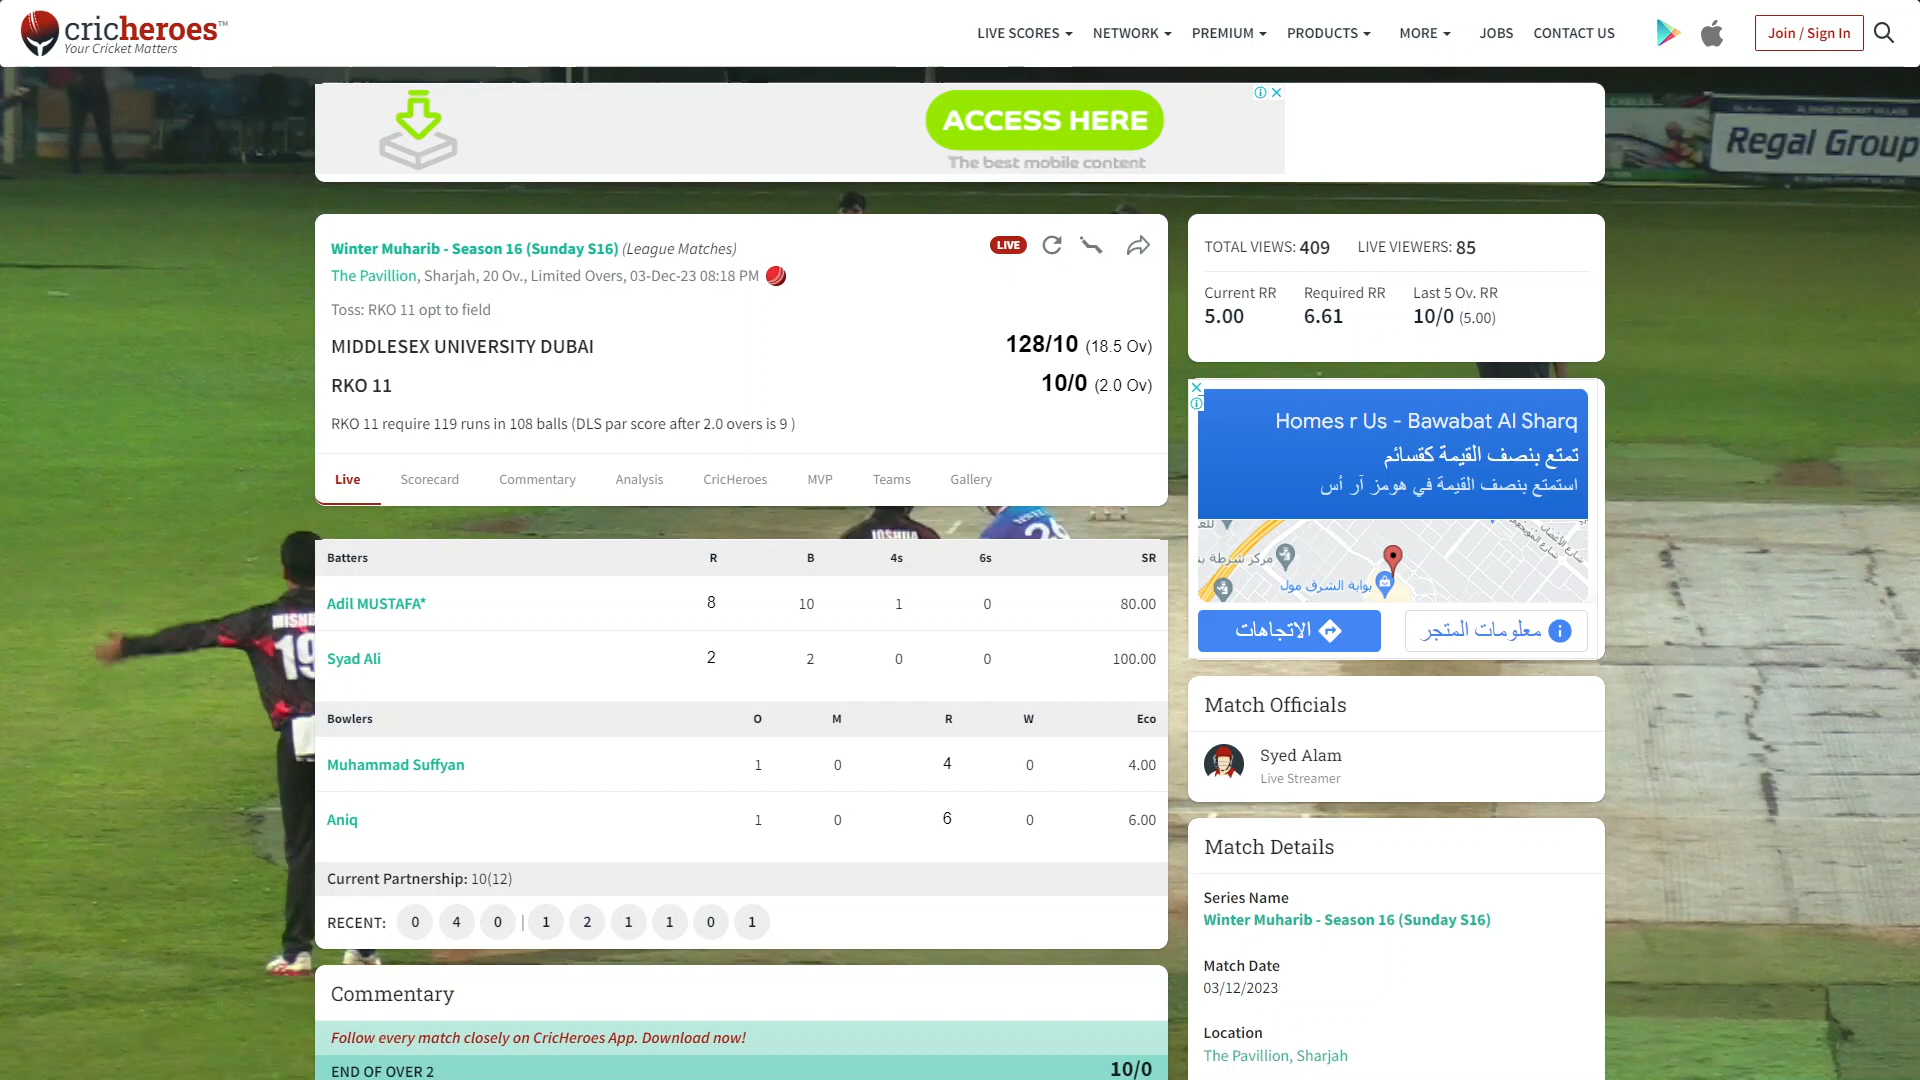 cricheroes™
Your Cricket Matters
LIVE SCORES
NETWORK
PREMIUM
PRODUCTS
MORE
JOBS
CONTACT US
Join / Sign In
ACCESS HERE
The best mobile content
Regal Group
Winter Muharib - Season 16 (Sunday S16) (League Matches)
LIVE
The Pavillion, Sharjah, 20 Ov., Limited Overs, 03-Dec-23 08:18 PM
Toss: RKO 11 opt to field
MIDDLESEX UNIVERSITY DUBAI 128/10 (18.5 Ov)
RKO 11 10/0 (2.0 Ov)
RKO 11 require 119 runs in 108 balls (DLS par score after 2.0 overs is 9 )
Live Scorecard Commentary Analysis CricHeroes MVP Teams Gallery
JOSHUA
Batters R B 4s 6s SR
Adil MUSTAFA* 8 10 1 0 80.00
Syad Ali 2 2 0 0 100.00
Bowlers O M R W Eco
Muhammad Suffyan 1 0 4 0 4.00
Aniq 1 0 6 0 6.00
Current Partnership: 10(12)
RECENT: 0 4 0 | 1 2 1 1 0 1
Commentary
Follow every match closely on CricHeroes App. Download now!
END OF OVER 2 10/0
19
TOTAL VIEWS: 409 LIVE VIEWERS: 85
Current RR Required RR Last 5 Ov. RR
5.00 6.61 10/0 (5.00)
Homes r Us - Bawabat Al Sharq
تمتع بنصف القيمة كقسائم
استمتع بنصف القيمة في هومز آر أس
مركز شرطة بن
بوابة الشرق مول
الاتجاهات
معلومات المتجر
Match Officials
Syed Alam
Live Streamer
Match Details
Series Name
Winter Muharib - Season 16 (Sunday S16)
Match Date
03/12/2023
Location
The Pavillion, Sharjah